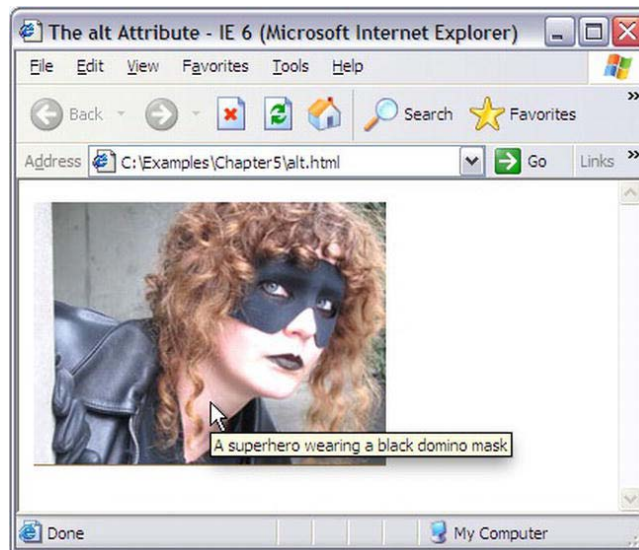 The alt Attribute - IE 6 (Microsoft Internet Explorer)
File Edit View Favorites Tools Help
Back Search Favorites »
Address C:\Examples\Chapter5\alt.html Go Links »
A superhero wearing a black domino mask
Done My Computer